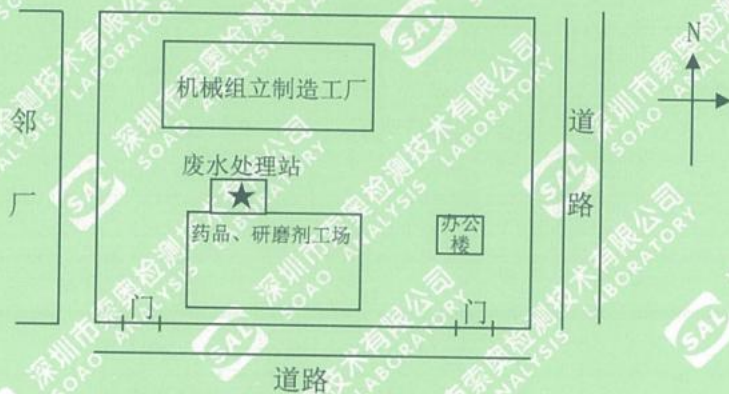 N
机械组立制造工厂
邻
厂
道
路
废水处理站
药品、研磨剂工场
办公
楼
门
门
道路
SAL
深圳市索奥检测技术有限公司
SOAO ANALYSIS LABORATORY